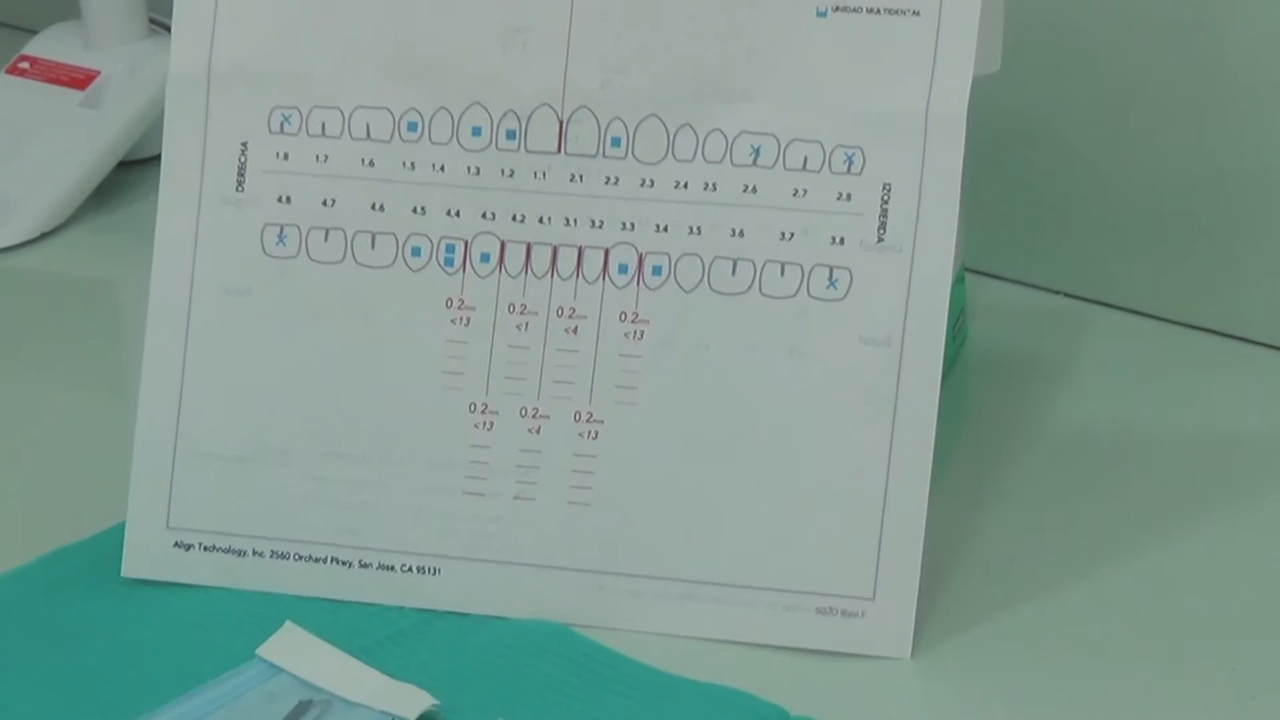 UNIDAD MULTIDENTAL
DERECHA
1.8 1.7 1.6 1.5 1.4 1.3 1.2 1.1 2.1 2.2 2.3 2.4 2.5 2.6 2.7 2.8
IZQUIERDA
4.8 4.7 4.6 4.5 4.4 4.3 4.2 4.1 3.1 3.2 3.3 3.4 3.5 3.6 3.7 3.8
0.2mm 0.2mm 0.2mm 0.2mm
<13 <1 <4 <13
0.2mm 0.2mm 0.2mm
<13 <4 <13
Align Technology, Inc. 2560 Orchard Pkwy, San Jose, CA 95131